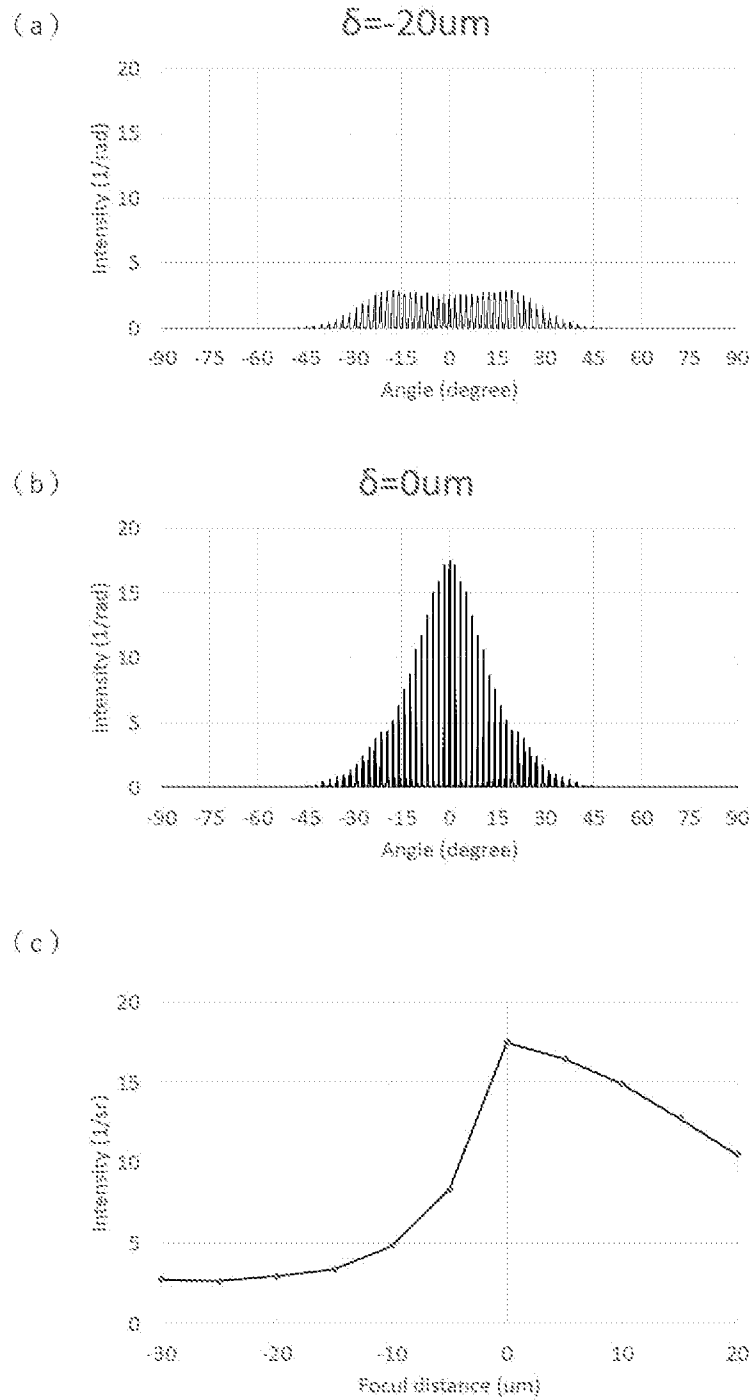 (a)
δ=-20um
20
15
10
5
0
Intensity (1/rad)
-90 -75 -60 -45 -30 -15 0 15 30 45 60 75 90
Angle (degree)
(b)
δ=0um
20
15
10
5
0
Intensity (1/rad)
-90 -75 -60 -45 -30 -15 0 15 30 45 60 75 90
Angle (degree)
(c)
20
15
10
5
0
Intensity (1/sr)
-30 -20 -10 0 10 20
Focul distance (um)